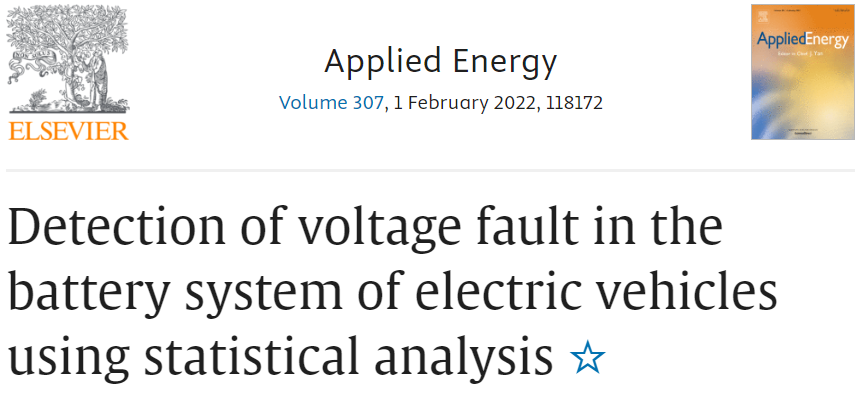 Applied Energy
Volume 307, 1 February 2022, 118172
ELSEVIER
AppliedEnergy
Detection of voltage fault in the
battery system of electric vehicles
using statistical analysis ☆